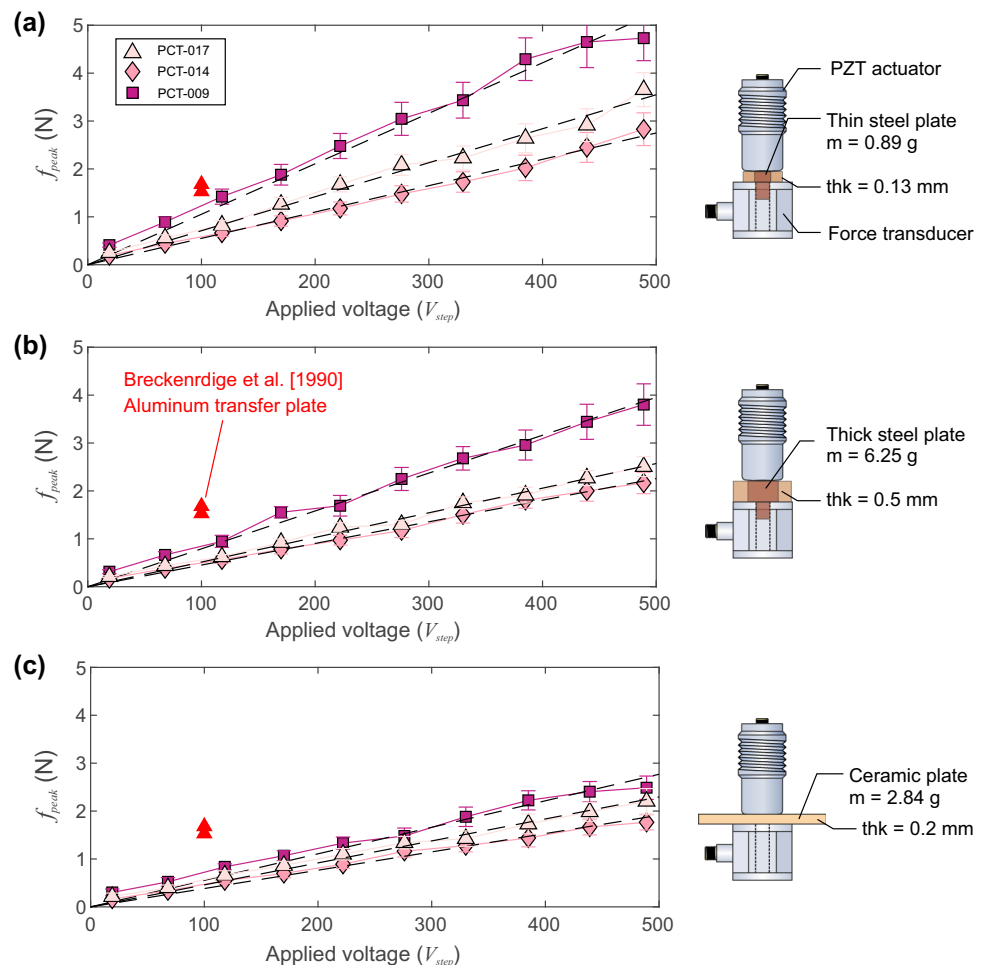 (a)
5
4
3
2
1
0
f_peak (N)
PCT-017
PCT-014
PCT-009
0 100 200 300 400 500
Applied voltage (V_step)
PZT actuator
Thin steel plate
m = 0.89 g
thk = 0.13 mm
Force transducer
(b)
5
4
3
2
1
0
f_peak (N)
Breckenrdige et al. [1990]
Aluminum transfer plate
0 100 200 300 400 500
Applied voltage (V_step)
Thick steel plate
m = 6.25 g
thk = 0.5 mm
(c)
5
4
3
2
1
0
f_peak (N)
0 100 200 300 400 500
Applied voltage (V_step)
Ceramic plate
m = 2.84 g
thk = 0.2 mm